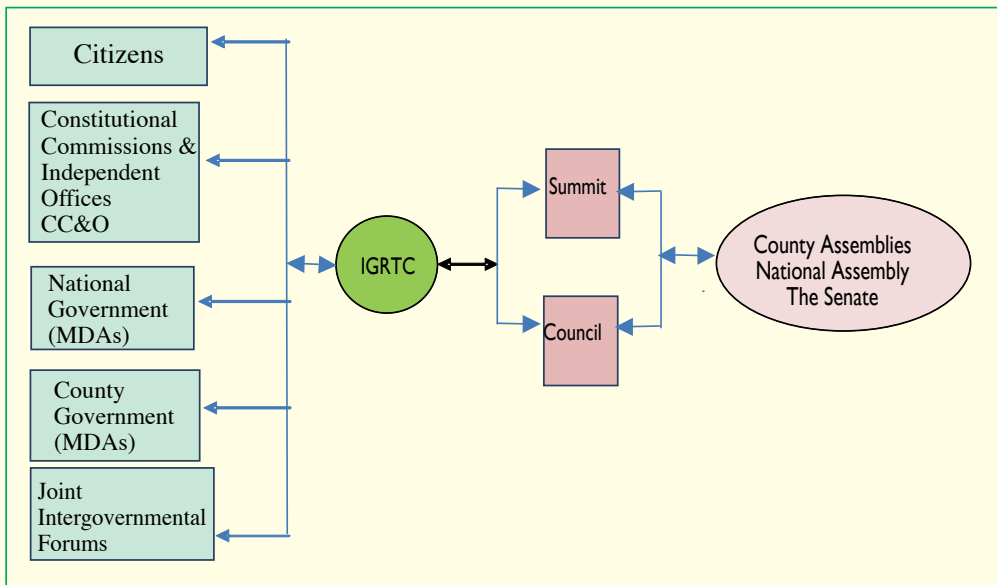 Citizens
Constitutional
Commissions &
Independent
Offices
CC&O
National
Government
(MDAs)
County
Government
(MDAs)
Joint
Intergovernmental
Forums
IGRTC
Summit
Council
County Assemblies
National Assembly
The Senate